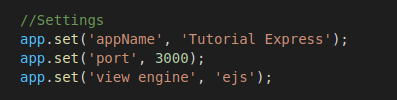 //Settings
app.set('appName', 'Tutorial Express');
app.set('port', 3000);
app.set('view engine', 'ejs');